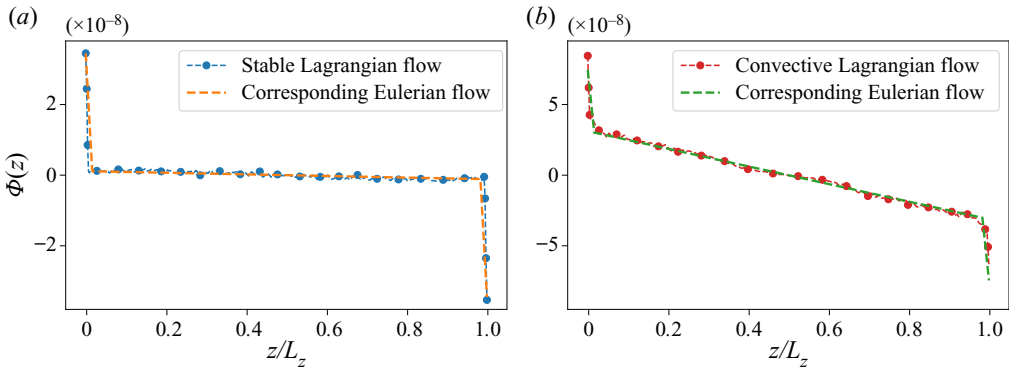 (a)
(×10⁻⁸)
Stable Lagrangian flow
Corresponding Eulerian flow
2
0
−2
Φ(z)
0
0.2
0.4
0.6
0.8
1.0
z/L_z
(b)
(×10⁻⁸)
Convective Lagrangian flow
Corresponding Eulerian flow
5
0
−5
0
0.2
0.4
0.6
0.8
1.0
z/L_z